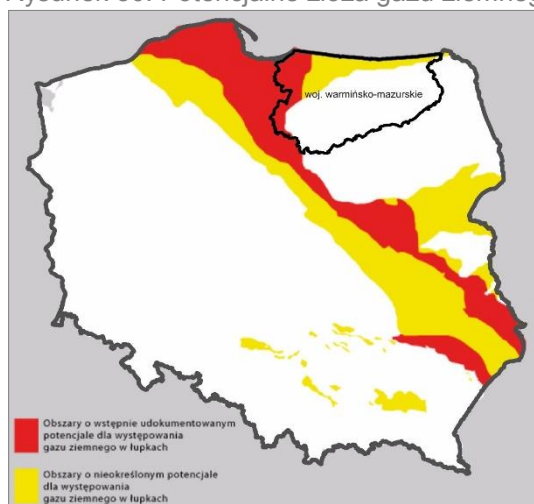 Rysunek 30. Potencjalne złoża gazu ziemneg
woj. warmińsko-mazurskie
Obszary o wstępnie udokumentowanym
potencjale dla występowania
gazu ziemnego w łupkach
Obszary o nieokreślonym potencjale
dla występowania
gazu ziemnego w łupkach